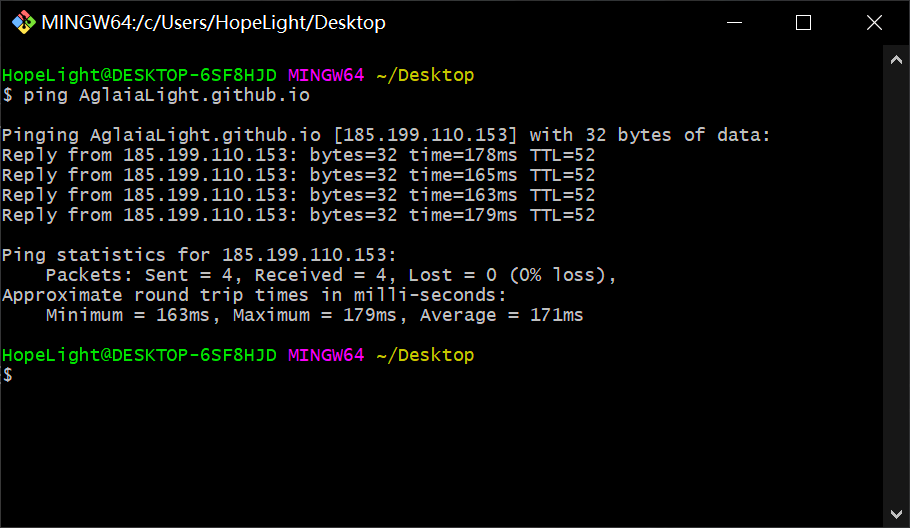 MINGW64:/c/Users/HopeLight/Desktop
HopeLight@DESKTOP-6SF8HJD MINGW64 ~/Desktop
$ ping AglaiaLight.github.io
Pinging AglaiaLight.github.io [185.199.110.153] with 32 bytes of data:
Reply from 185.199.110.153: bytes=32 time=178ms TTL=52
Reply from 185.199.110.153: bytes=32 time=165ms TTL=52
Reply from 185.199.110.153: bytes=32 time=163ms TTL=52
Reply from 185.199.110.153: bytes=32 time=179ms TTL=52
Ping statistics for 185.199.110.153:
    Packets: Sent = 4, Received = 4, Lost = 0 (0% loss),
Approximate round trip times in milli-seconds:
    Minimum = 163ms, Maximum = 179ms, Average = 171ms
HopeLight@DESKTOP-6SF8HJD MINGW64 ~/Desktop
$